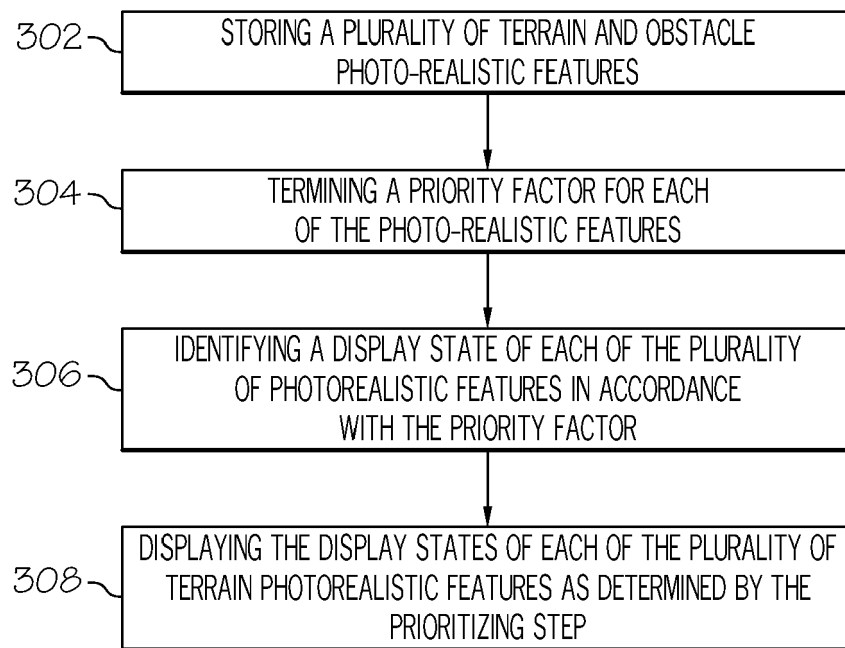 302
STORING A PLURALITY OF TERRAIN AND OBSTACLE
PHOTO-REALISTIC FEATURES
304
TERMINING A PRIORITY FACTOR FOR EACH
OF THE PHOTO-REALISTIC FEATURES
306
IDENTIFYING A DISPLAY STATE OF EACH OF THE PLURALITY
OF PHOTOREALISTIC FEATURES IN ACCORDANCE
WITH THE PRIORITY FACTOR
308
DISPLAYING THE DISPLAY STATES OF EACH OF THE PLURALITY OF
TERRAIN PHOTOREALISTIC FEATURES AS DETERMINED BY THE
PRIORITIZING STEP